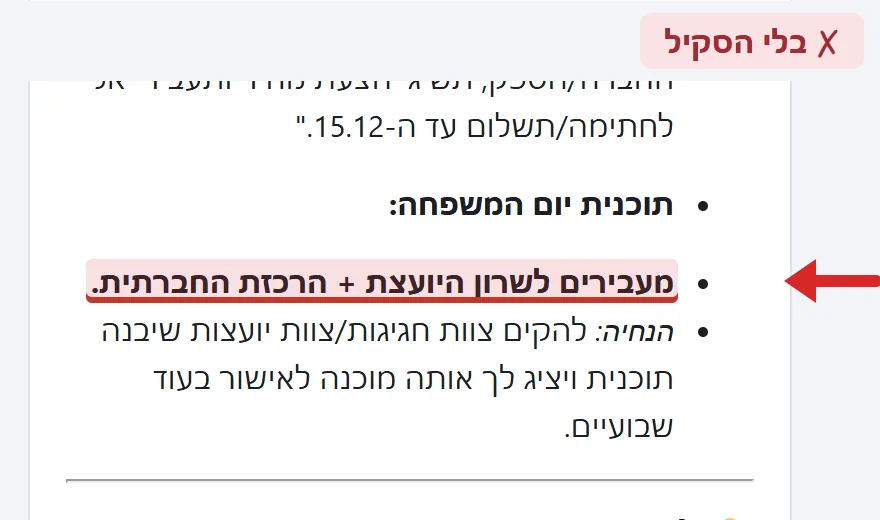 ✗ בלי הסקיל
לחתימה/תשלום עד ה-15.12."
• תוכנית יום המשפחה:
• מעבירים לשרון היועצת + הרכזת החברתית.
• הנחיה: להקים צוות חגיגות/צוות יועצות שיבנה
תוכנית ויציג לך אותה מוכנה לאישור בעוד
שבועיים.